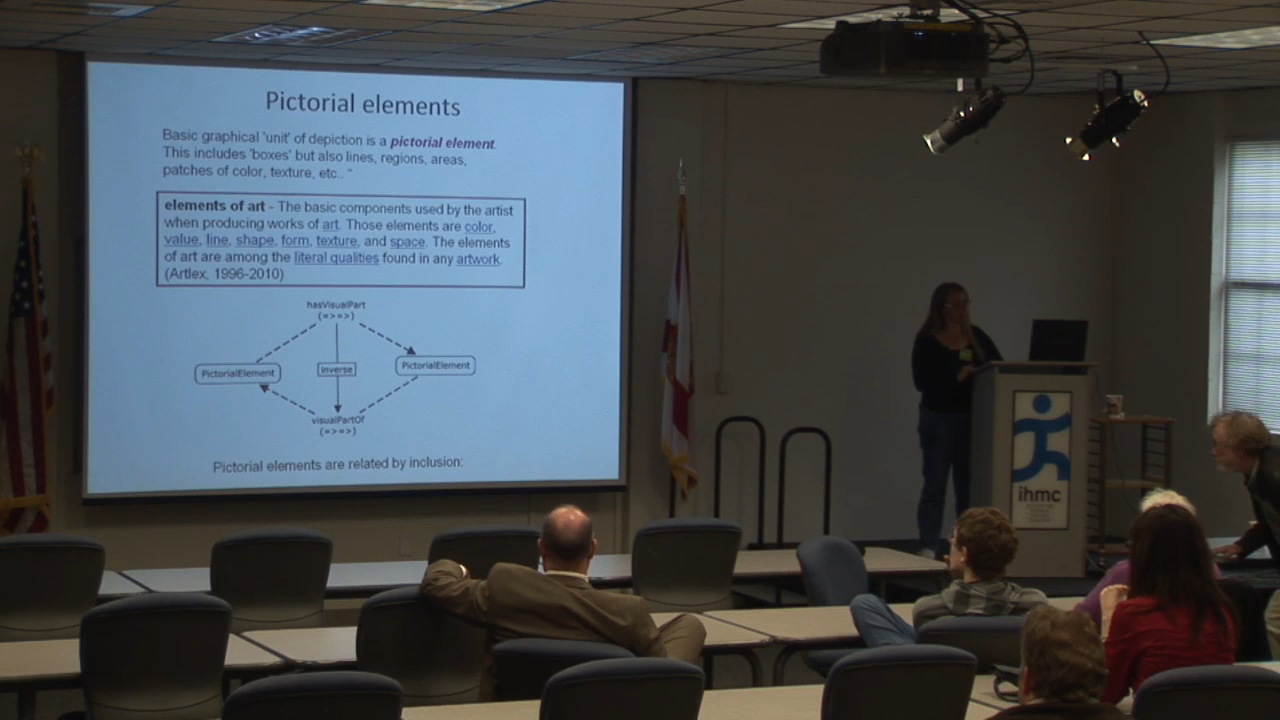 Pictorial elements
Basic graphical 'unit' of depiction is a pictorial element.
This includes 'boxes' but also lines, regions, areas,
patches of color, texture, etc.. “
elements of art - The basic components used by the artist
when producing works of art. Those elements are color,
value, line, shape, form, texture, and space. The elements
of art are among the literal qualities found in any artwork.
(Artlex, 1996-2010)
hasVisualPart
(=>=>)
PictorialElement
inverse
PictorialElement
visualPartOf
(=>=>)
Pictorial elements are related by inclusion:
ihmc